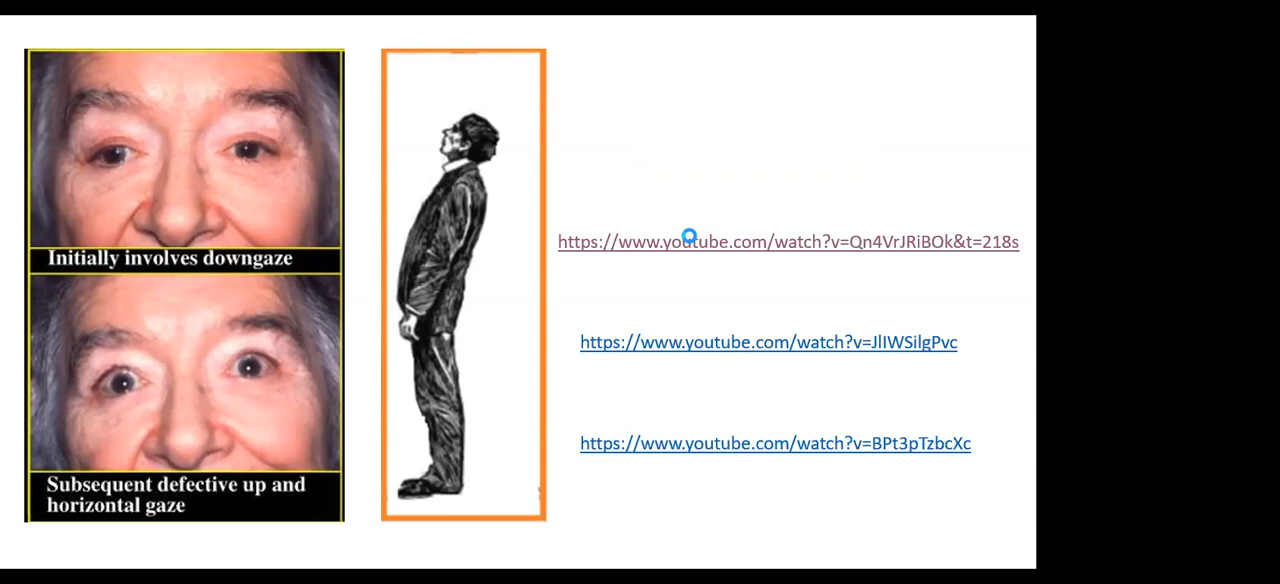 Initially involves downgaze
Subsequent defective up and
horizontal gaze
https://www.youtube.com/watch?v=Qn4VrJRiBOk&t=218s
https://www.youtube.com/watch?v=JlIWSilgPvc
https://www.youtube.com/watch?v=BPt3pTzbcXc